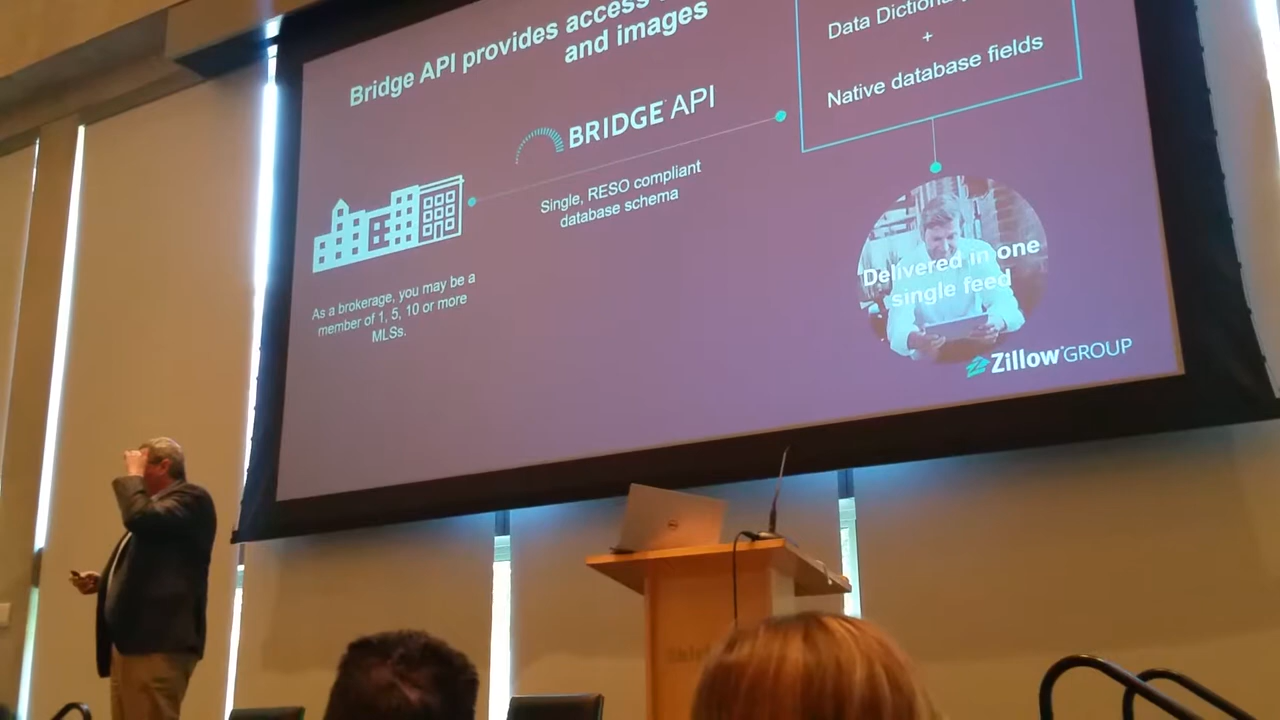 Bridge API provides access
and images
Data
+
Native database fields
BRIDGE API
Single, RESO compliant
database schema
As a brokerage, you may be a
member of 1, 5, 10 or more
MLSs.
Delivered in one
single feed
Zillow GROUP
DELL